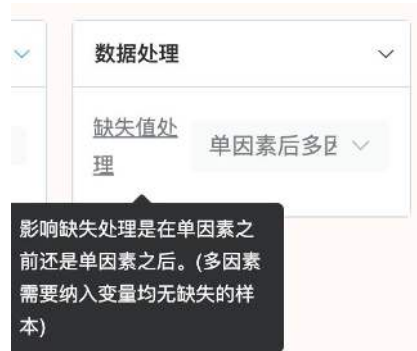 数据处理
缺失值处
理
单因素后多
影响缺失处理是在单因素之
前还是单因素之后。(多因素
需要纳入变量均无缺失的样
本)